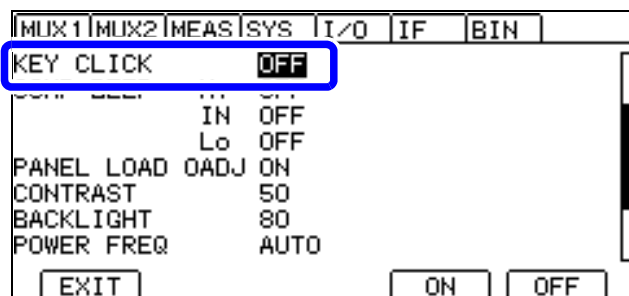 MUX1 MUX2 MEAS SYS I/O IF BIN
KEY CLICK OFF
IN OFF
Lo OFF
PANEL LOAD 0ADJ ON
CONTRAST 50
BACKLIGHT 80
POWER FREQ AUTO
EXIT ON OFF